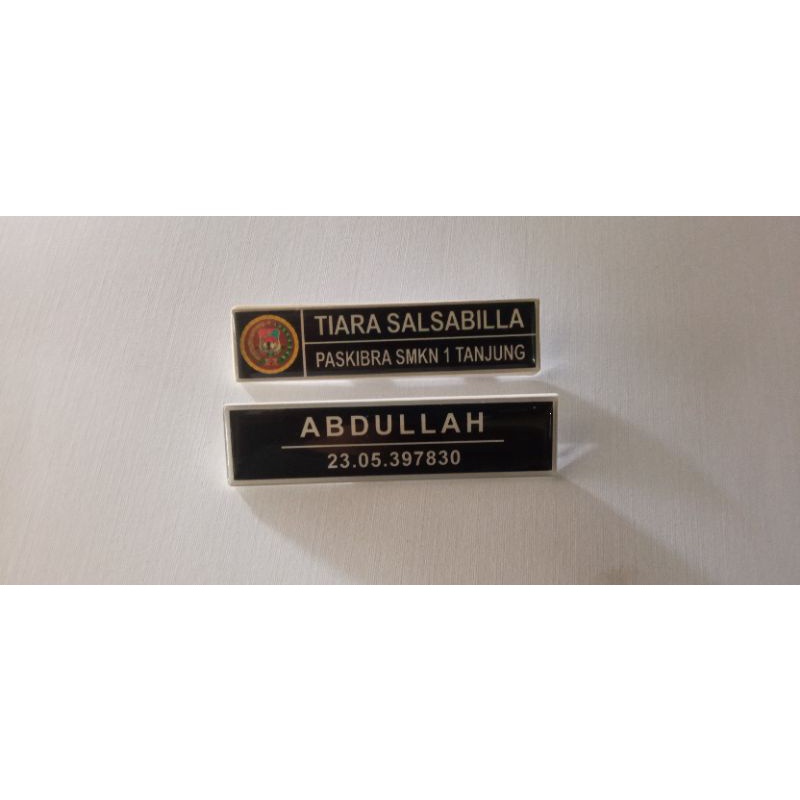 TIARA SALSABILLA
PASKIBRA SMKN 1 TANJUNG
ABDULLAH
23.05.397830